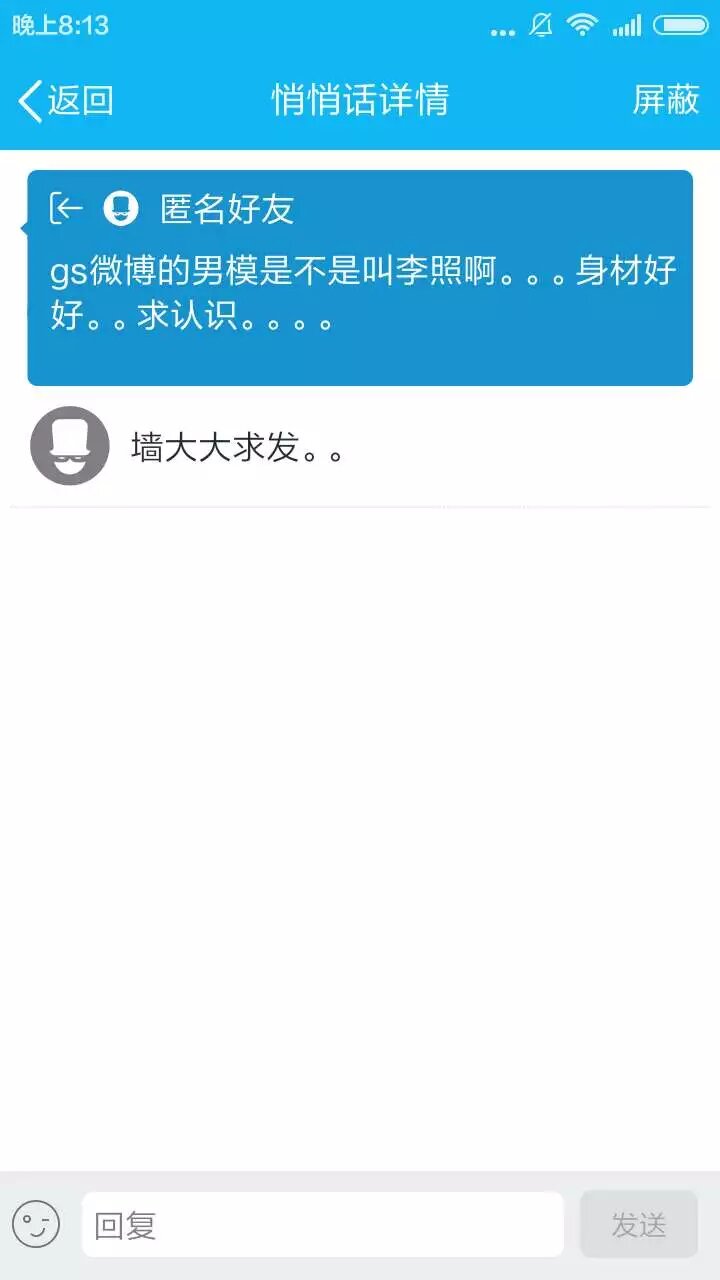 晚上8:13
返回 悄悄话详情 屏蔽
匿名好友
gs微博的男模是不是叫李照啊。。。身材好
好。。求认识。。。。
墙大大求发。。
回复 发送